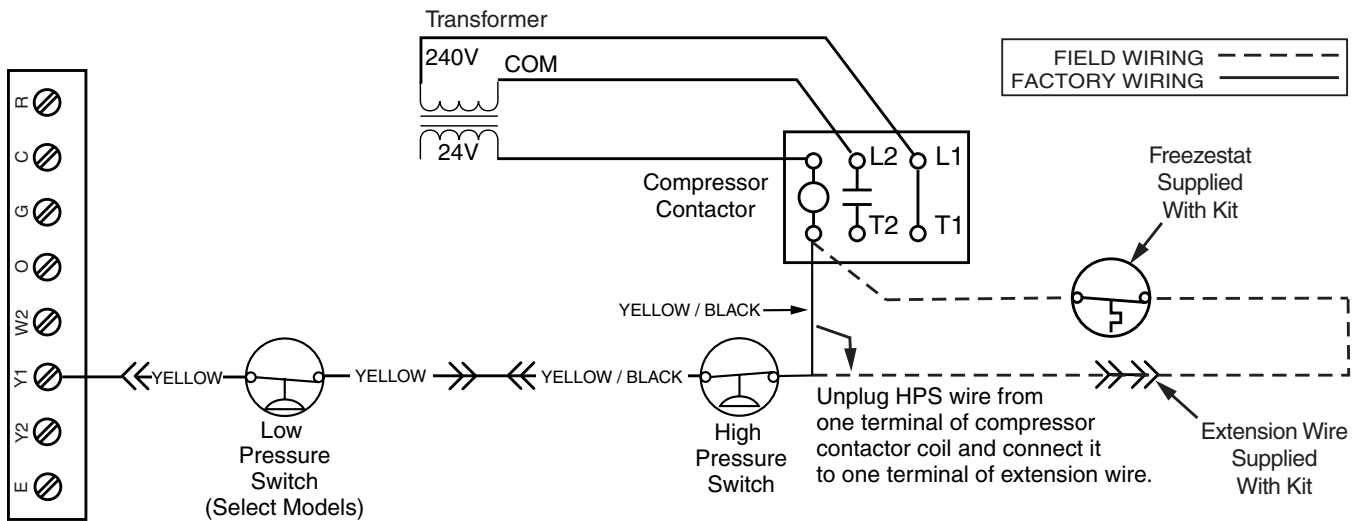 Transformer
240V
COM
24V
FIELD WIRING
FACTORY WIRING
R
C
G
O
W2
Y1
Y2
E
Compressor
Contactor
L2
L1
T2
T1
Freezestat
Supplied
With Kit
YELLOW / BLACK
YELLOW
YELLOW
YELLOW / BLACK
Low
Pressure
Switch
(Select Models)
High
Pressure
Switch
Unplug HPS wire from
one terminal of compressor
contactor coil and connect it
to one terminal of extension wire.
Extension Wire
Supplied
With Kit